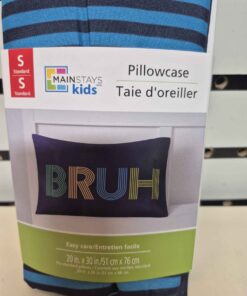 S
Standard
S
Standard
MAINSTAYS
kids
Pillowcase
Taie d'oreiller
BRUH
Easy care/Entretien facile
20 in. x 30 in./51 cm x 76 cm